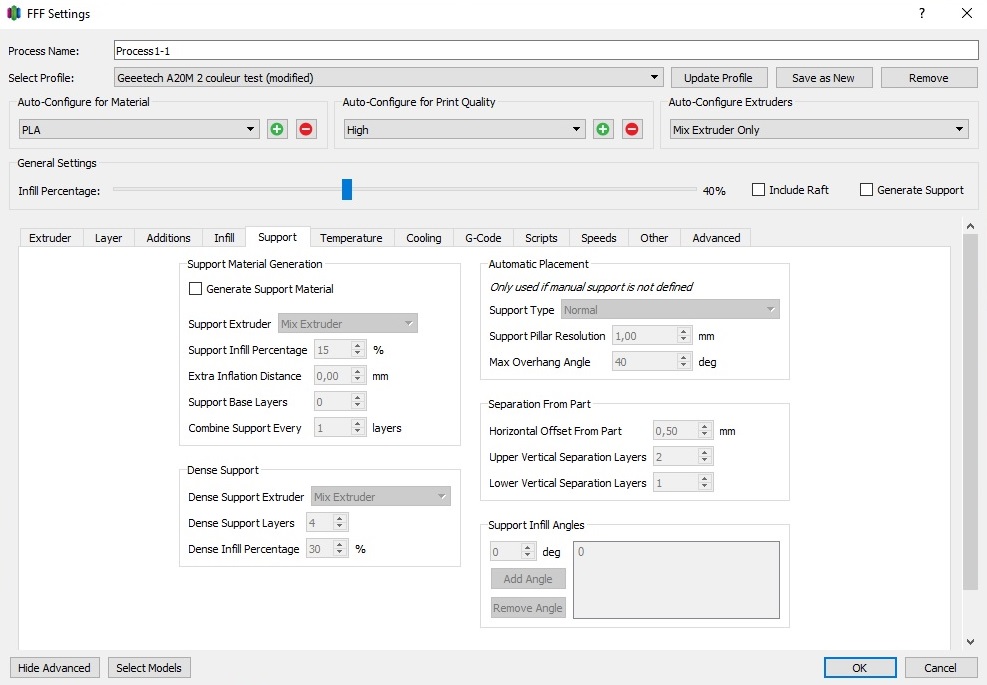 FFF Settings
?
Process Name: Process1-1
Select Profile: Geeetech A20M 2 couleur test (modified) Update Profile Save as New Remove
Auto-Configure for Material Auto-Configure for Print Quality Auto-Configure Extruders
PLA High Mix Extruder Only
General Settings
Infill Percentage: 40% Include Raft Generate Support
Extruder Layer Additions Infill Support Temperature Cooling G-Code Scripts Speeds Other Advanced
Support Material Generation
Generate Support Material
Support Extruder Mix Extruder
Support Infill Percentage 15 %
Extra Inflation Distance 0,00 mm
Support Base Layers 0
Combine Support Every 1 layers
Dense Support
Dense Support Extruder Mix Extruder
Dense Support Layers 4
Dense Infill Percentage 30 %
Automatic Placement
Only used if manual support is not defined
Support Type Normal
Support Pillar Resolution 1,00 mm
Max Overhang Angle 40 deg
Separation From Part
Horizontal Offset From Part 0,50 mm
Upper Vertical Separation Layers 2
Lower Vertical Separation Layers 1
Support Infill Angles
0 deg 0
Add Angle
Remove Angle
Hide Advanced Select Models OK Cancel